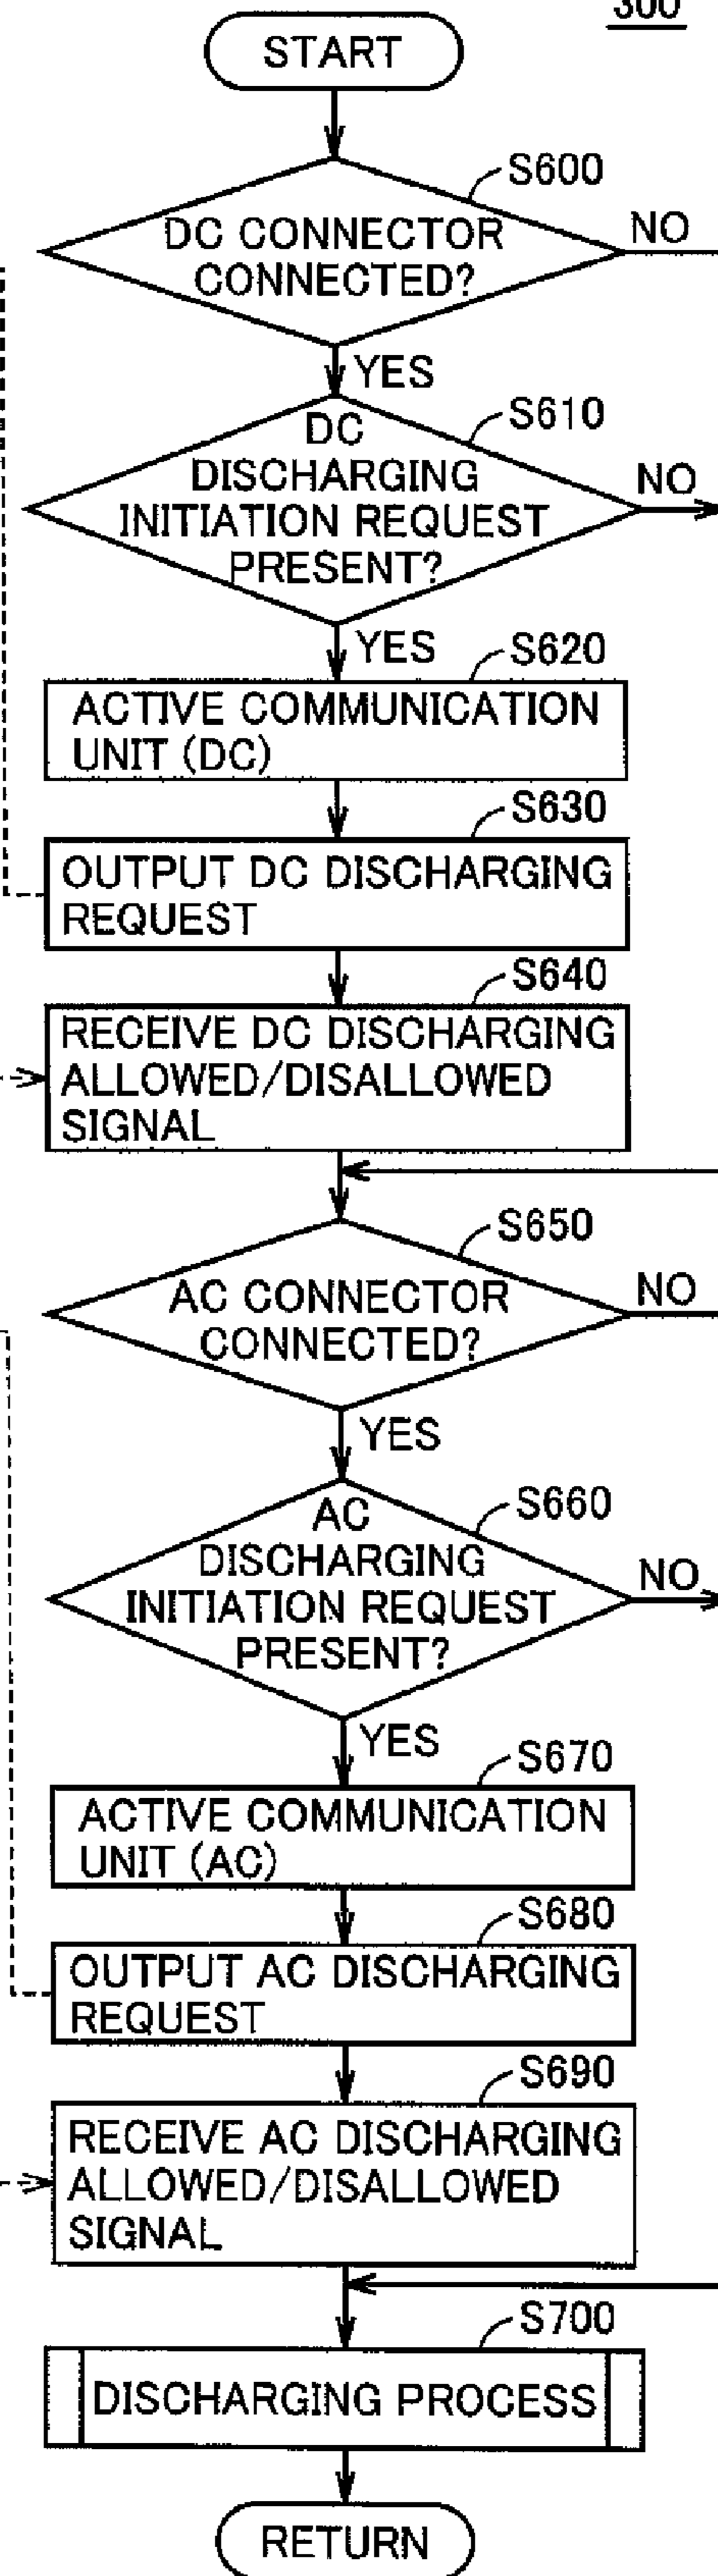 300
START
S600
DC CONNECTOR
CONNECTED?
NO
YES
S610
DC
DISCHARGING
INITIATION REQUEST
PRESENT?
NO
YES
S620
ACTIVE COMMUNICATION
UNIT (DC)
S630
OUTPUT DC DISCHARGING
REQUEST
S640
RECEIVE DC DISCHARGING
ALLOWED/DISALLOWED
SIGNAL
S650
AC CONNECTOR
CONNECTED?
NO
YES
S660
AC
DISCHARGING
INITIATION REQUEST
PRESENT?
NO
YES
S670
ACTIVE COMMUNICATION
UNIT (AC)
S680
OUTPUT AC DISCHARGING
REQUEST
S690
RECEIVE AC DISCHARGING
ALLOWED/DISALLOWED
SIGNAL
S700
DISCHARGING PROCESS
RETURN